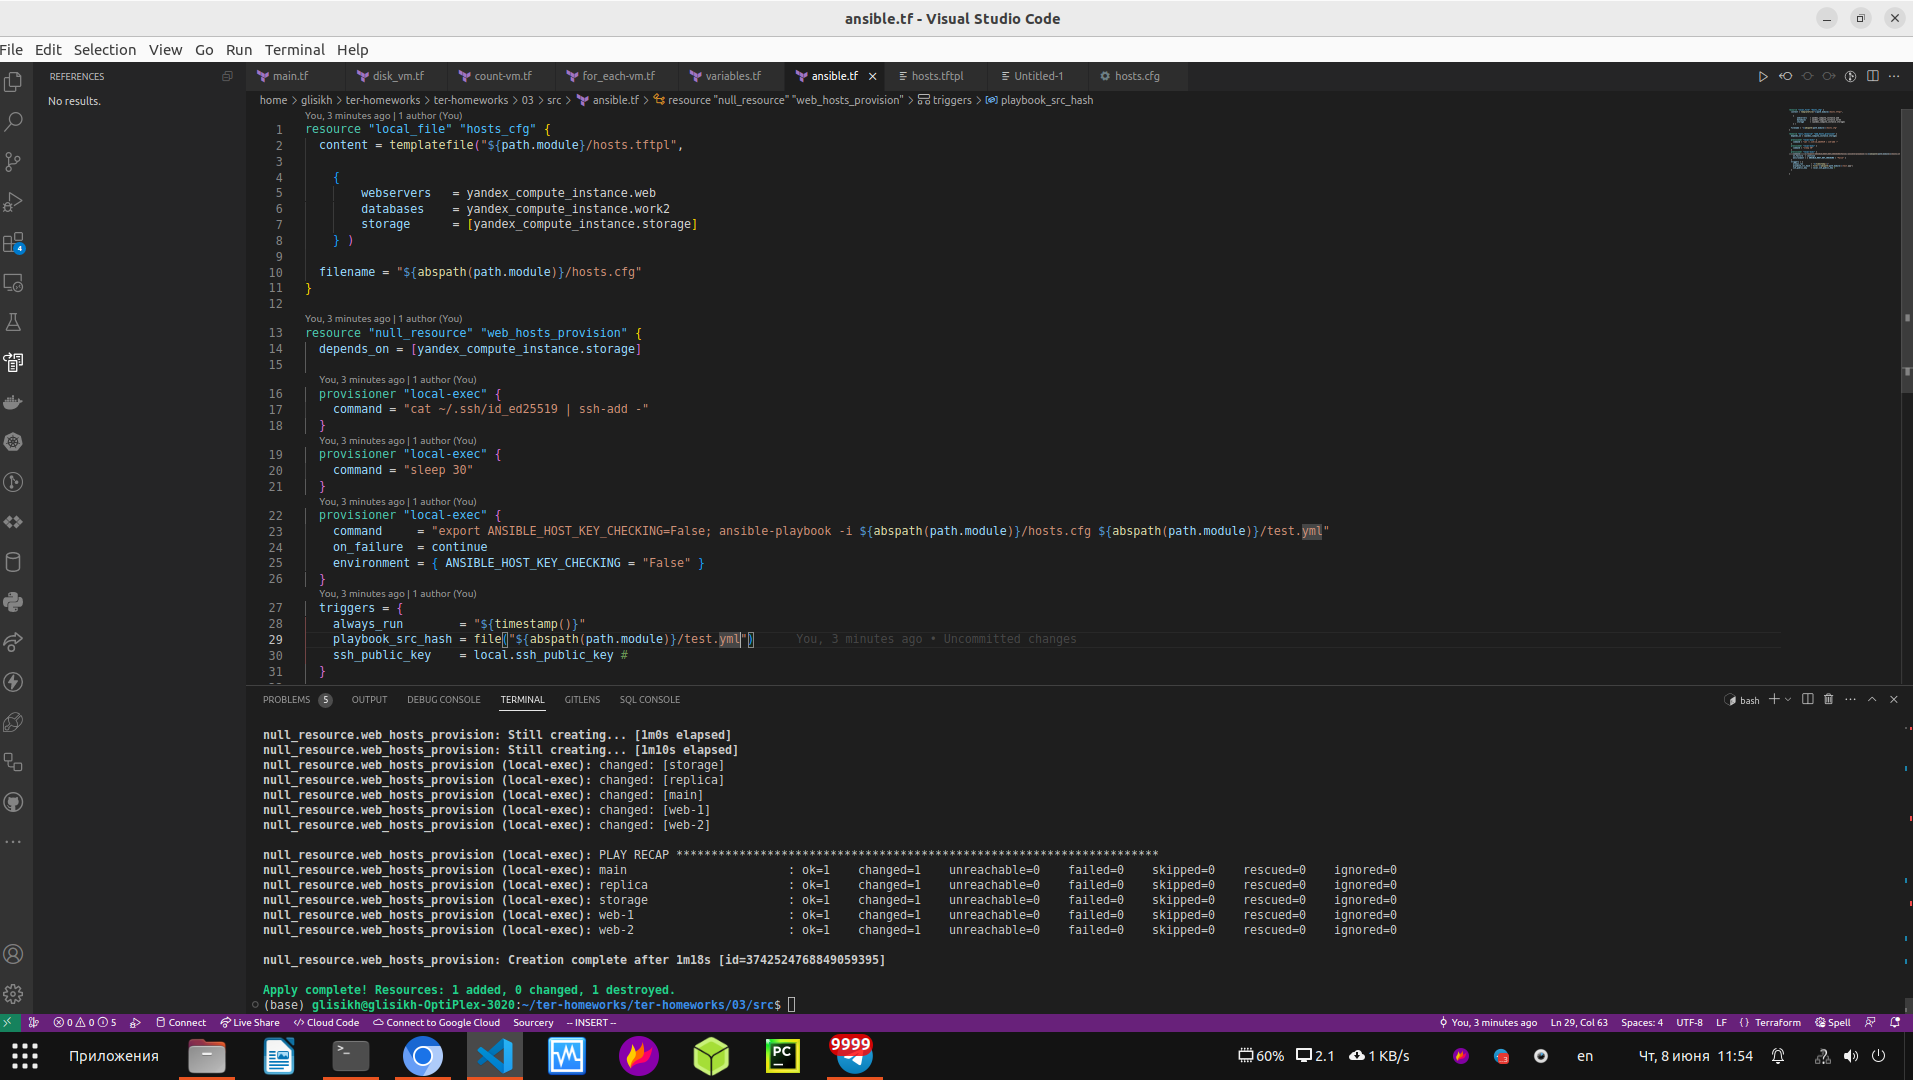 ansible.tf - Visual Studio Code
File Edit Selection View Go Run Terminal Help
REFERENCES
No results.
main.tf disk_vm.tf count-vm.tf for_each-vm.tf variables.tf ansible.tf hosts.tftpl Untitled-1 hosts.cfg
home > glisikh > ter-homeworks > ter-homeworks > 03 > src > ansible.tf > resource "null_resource" "web_hosts_provision" > triggers > playbook_src_hash
You, 3 minutes ago | 1 author (You)
1 resource "local_file" "hosts_cfg" {
2 content = templatefile("${path.module}/hosts.tftpl",
3
4 {
5 webservers = yandex_compute_instance.web
6 databases = yandex_compute_instance.work2
7 storage = [yandex_compute_instance.storage]
8 } )
9
10 filename = "${abspath(path.module)}/hosts.cfg"
11 }
12
You, 3 minutes ago | 1 author (You)
13 resource "null_resource" "web_hosts_provision" {
14 depends_on = [yandex_compute_instance.storage]
15
You, 3 minutes ago | 1 author (You)
16 provisioner "local-exec" {
17 command = "cat ~/.ssh/id_ed25519 | ssh-add -"
18 }
You, 3 minutes ago | 1 author (You)
19 provisioner "local-exec" {
20 command = "sleep 30"
21 }
You, 3 minutes ago | 1 author (You)
22 provisioner "local-exec" {
23 command = "export ANSIBLE_HOST_KEY_CHECKING=False; ansible-playbook -i ${abspath(path.module)}/hosts.cfg ${abspath(path.module)}/test.yml"
24 on_failure = continue
25 environment = { ANSIBLE_HOST_KEY_CHECKING = "False" }
26 }
You, 3 minutes ago | 1 author (You)
27 triggers = {
28 always_run = "${timestamp()}"
29 playbook_src_hash = file("${abspath(path.module)}/test.yml") You, 3 minutes ago • Uncommitted changes
30 ssh_public_key = local.ssh_public_key #
31 }
PROBLEMS 5 OUTPUT DEBUG CONSOLE TERMINAL GITLENS SQL CONSOLE bash
null_resource.web_hosts_provision: Still creating... [1m0s elapsed]
null_resource.web_hosts_provision: Still creating... [1m10s elapsed]
null_resource.web_hosts_provision (local-exec): changed: [storage]
null_resource.web_hosts_provision (local-exec): changed: [replica]
null_resource.web_hosts_provision (local-exec): changed: [main]
null_resource.web_hosts_provision (local-exec): changed: [web-1]
null_resource.web_hosts_provision (local-exec): changed: [web-2]
null_resource.web_hosts_provision (local-exec): PLAY RECAP *********************************************************************
null_resource.web_hosts_provision (local-exec): main : ok=1 changed=1 unreachable=0 failed=0 skipped=0 rescued=0 ignored=0
null_resource.web_hosts_provision (local-exec): replica : ok=1 changed=1 unreachable=0 failed=0 skipped=0 rescued=0 ignored=0
null_resource.web_hosts_provision (local-exec): storage : ok=1 changed=1 unreachable=0 failed=0 skipped=0 rescued=0 ignored=0
null_resource.web_hosts_provision (local-exec): web-1 : ok=1 changed=1 unreachable=0 failed=0 skipped=0 rescued=0 ignored=0
null_resource.web_hosts_provision (local-exec): web-2 : ok=1 changed=1 unreachable=0 failed=0 skipped=0 rescued=0 ignored=0
null_resource.web_hosts_provision: Creation complete after 1m18s [id=3742524768849059395]
Apply complete! Resources: 1 added, 0 changed, 1 destroyed.
(base) glisikh@glisikh-OptiPlex-3020:~/ter-homeworks/ter-homeworks/03/src$
0 0 5 Connect Live Share Cloud Code Connect to Google Cloud Sourcery -- INSERT -- You, 3 minutes ago Ln 29, Col 63 Spaces: 4 UTF-8 LF {} Terraform Spell
Приложения PC 9999 60% 2.1 1 KB/s en Чт, 8 июня 11:54
4